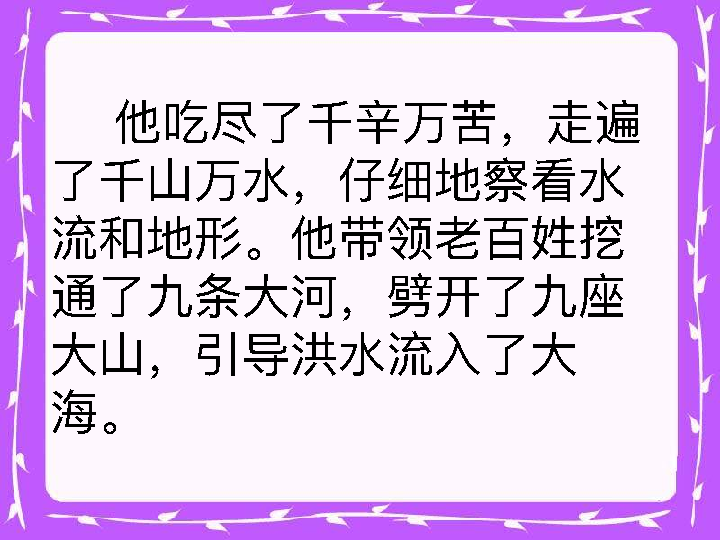 他吃尽了千辛万苦，走遍
了千山万水，仔细地察看水
流和地形。他带领老百姓挖
通了九条大河，劈开了九座
大山，引导洪水流入了大
海。